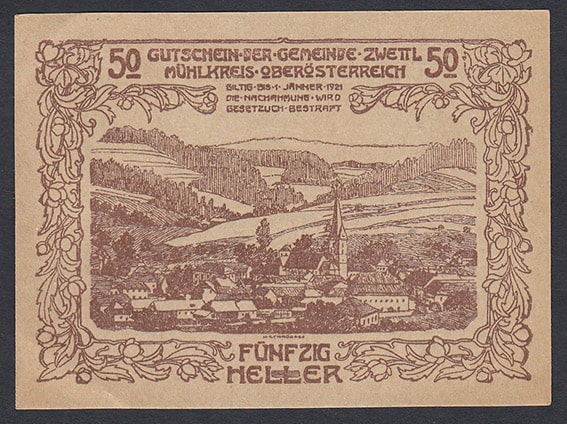 50 GUTSCHEIN·DER·GEMEINDE·ZWETTL 50
MÜHLKREIS·OBERÖSTERREICH
GILTIG·BIS·1·JÄNNER·1921
DIE·NACHAHMUNG·WIRD
GESETZLICH·BESTRAFT
FÜNFZIG
HELLER